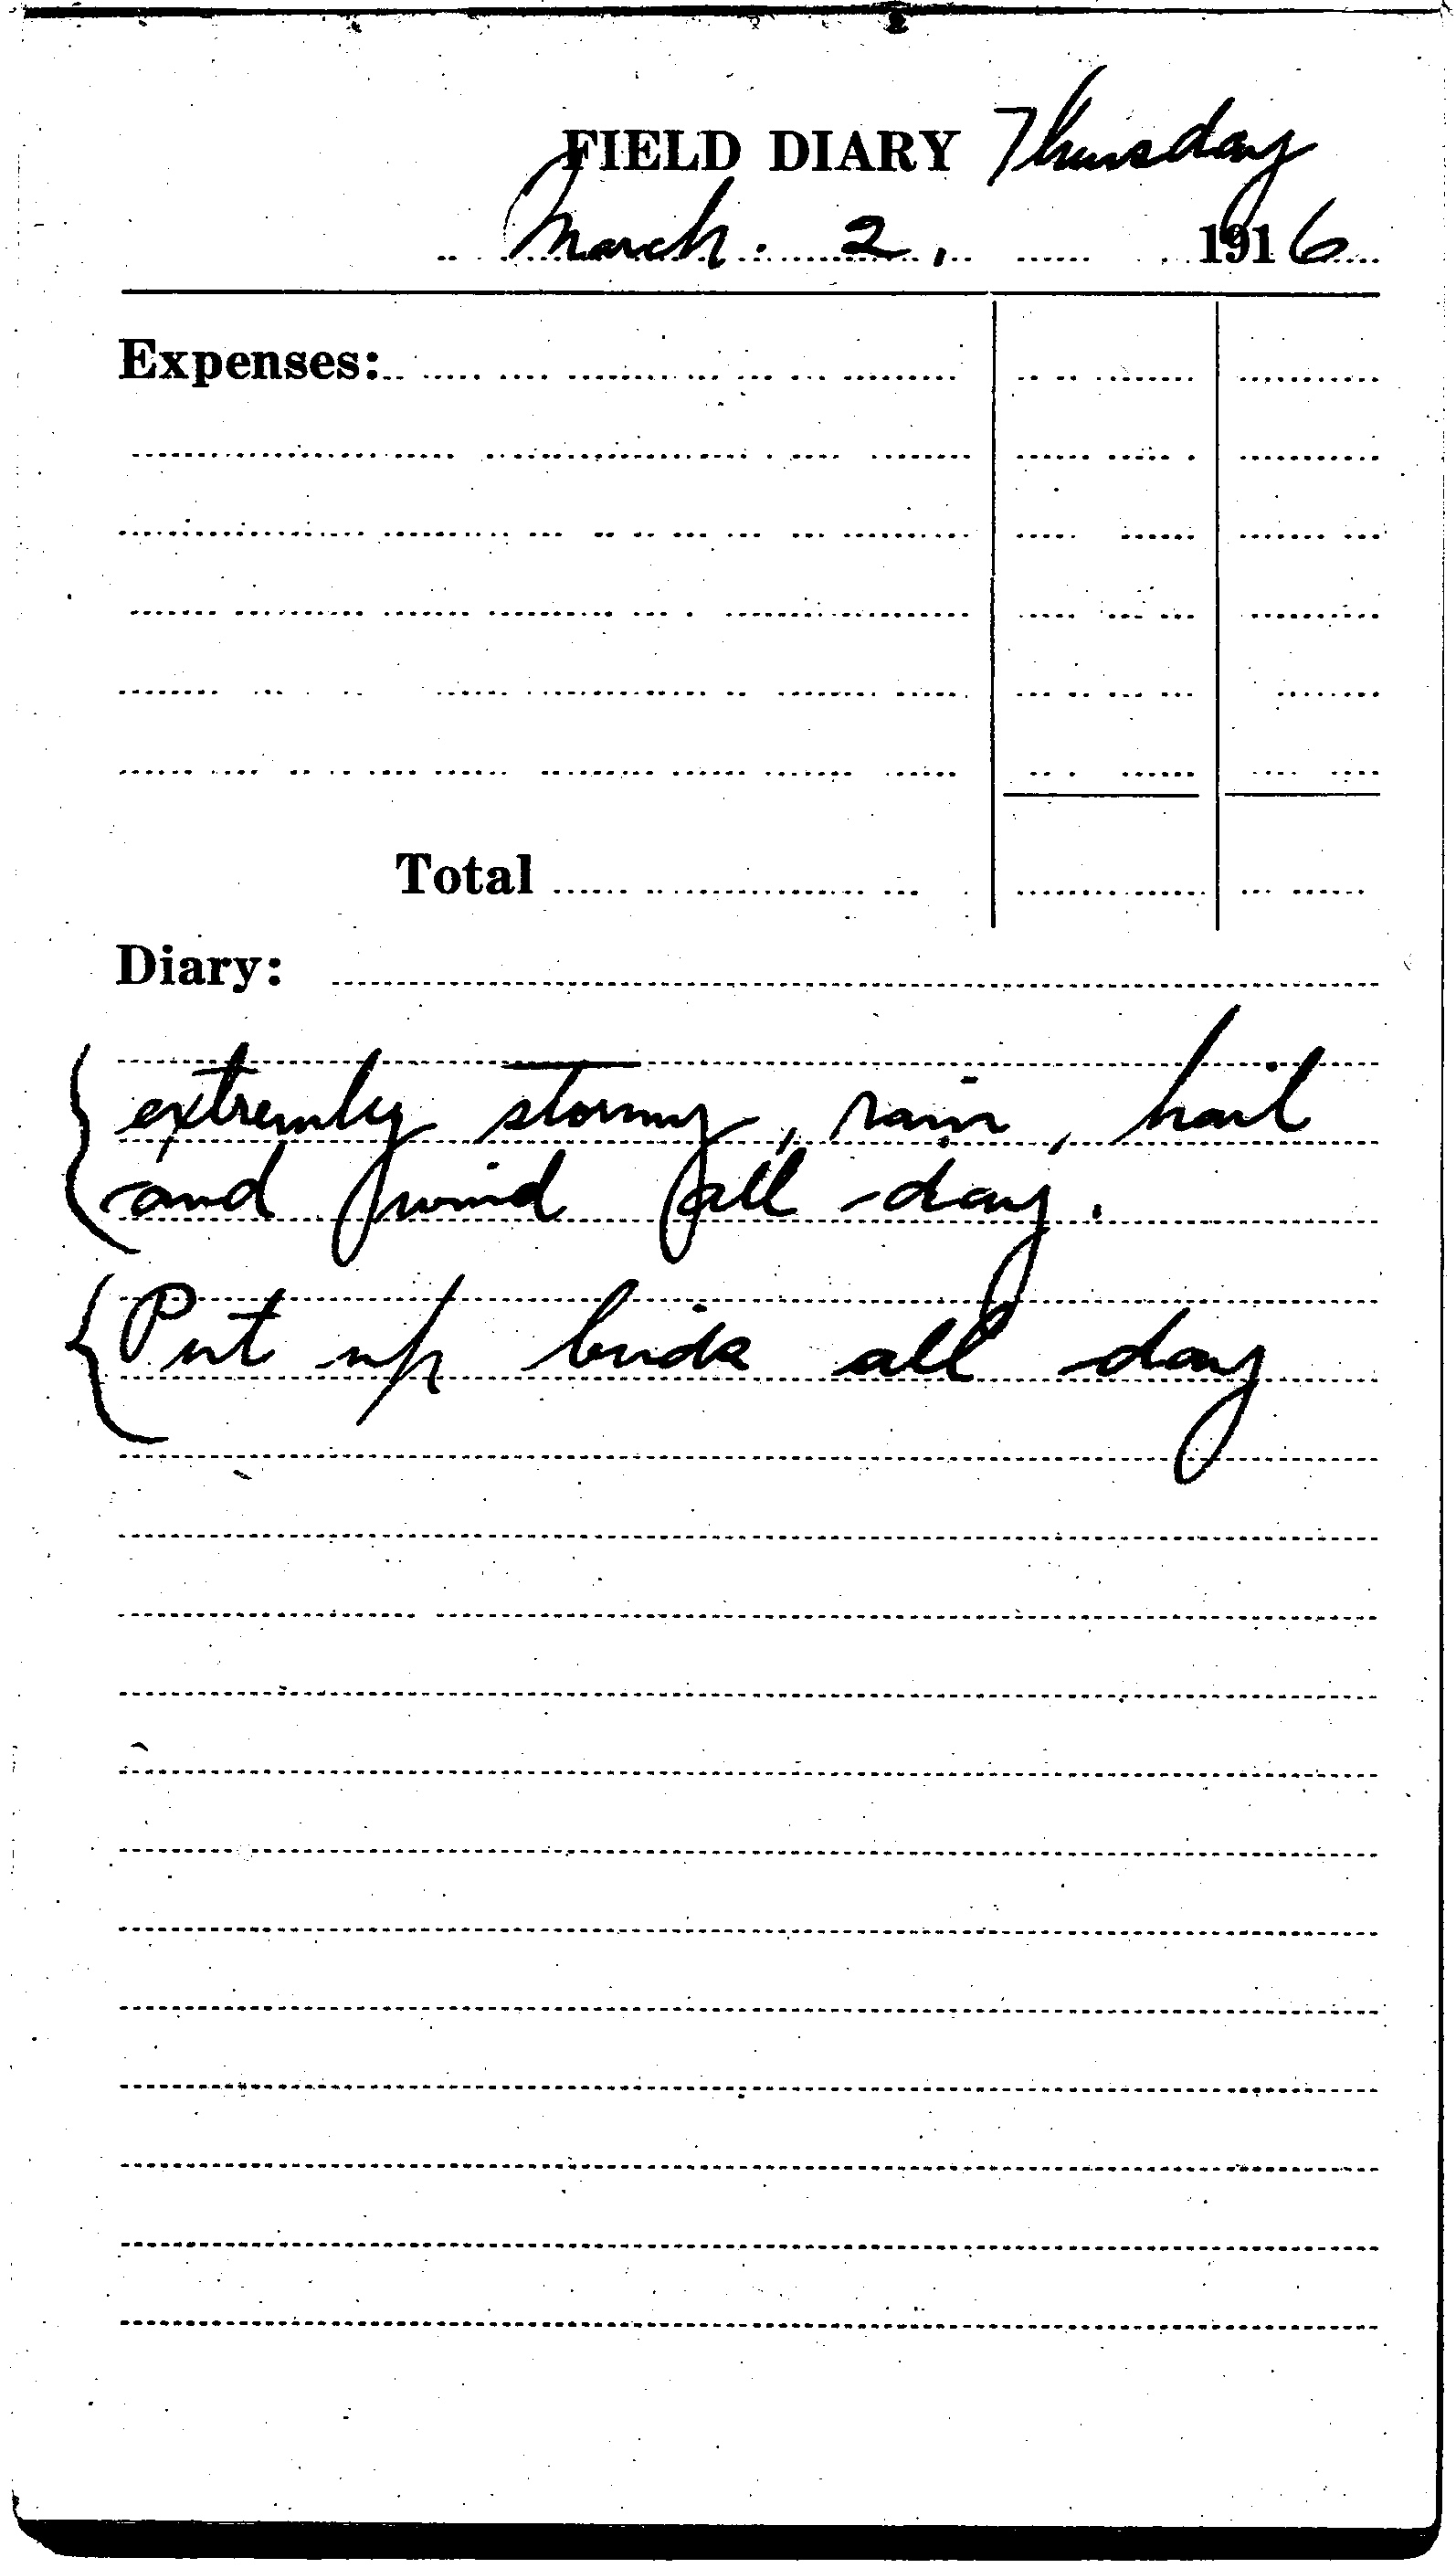 FIELD DIARY Thursday
March. 2, 1916
Expenses:
Total
Diary:
extremly stormy, rain, hail
and wind all day.
Put up birds all day